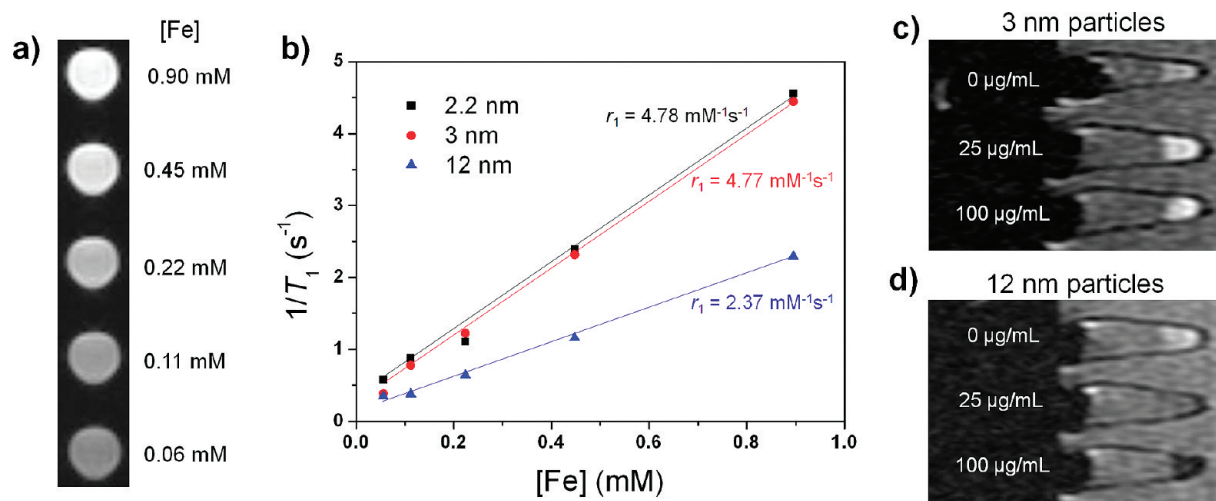 a)
[Fe]
0.90 mM
0.45 mM
0.22 mM
0.11 mM
0.06 mM
b)
5
4
3
2
1
0
1/T₁ (s⁻¹)
2.2 nm
3 nm
12 nm
r₁ = 4.78 mM⁻¹s⁻¹
r₁ = 4.77 mM⁻¹s⁻¹
r₁ = 2.37 mM⁻¹s⁻¹
0.0 0.2 0.4 0.6 0.8 1.0
[Fe] (mM)
c)
3 nm particles
0 µg/mL
25 µg/mL
100 µg/mL
d)
12 nm particles
0 µg/mL
25 µg/mL
100 µg/mL